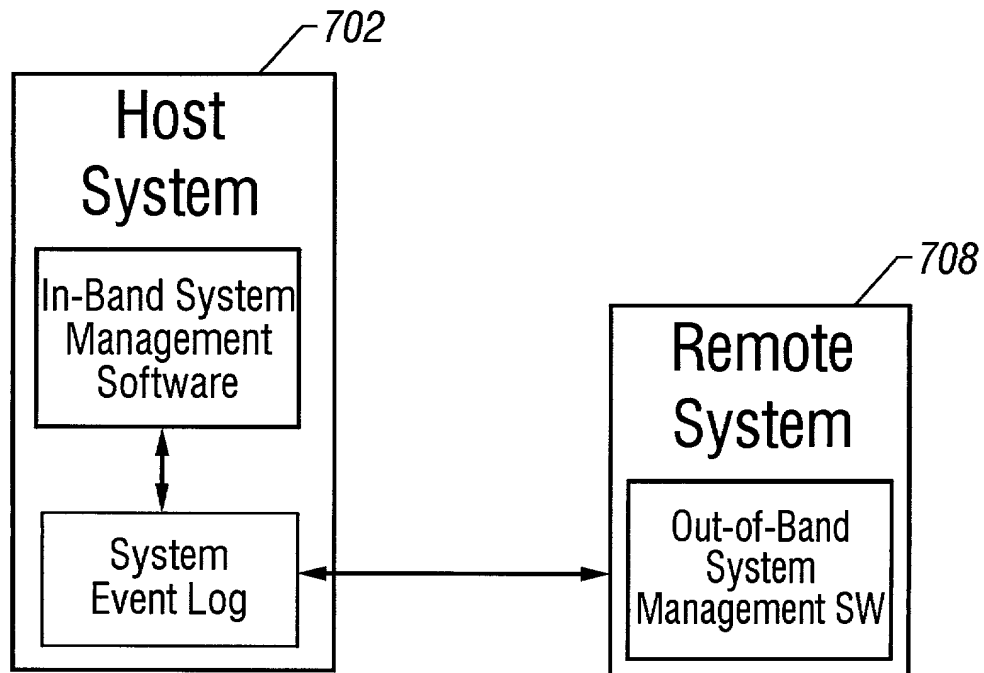 702
Host
System
In-Band System
Management
Software
System
Event Log
708
Remote
System
Out-of-Band
System
Management SW